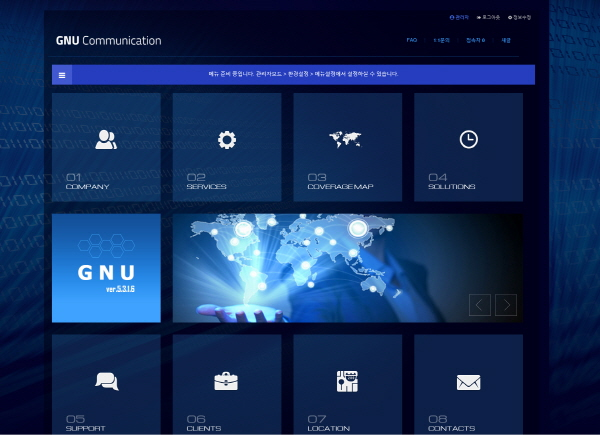 관리자 로그아웃 정보수정
GNU Communication
FAQ 1:1문의 접속자 6 새글
메뉴 준비 중입니다. 관리자모드 > 환경설정 > 메뉴설정에서 설정하실 수 있습니다.
01
COMPANY
02
SERVICES
03
COVERAGE MAP
04
SOLUTIONS
GNU
ver.5.3.1.6
05
SUPPORT
06
CLIENTS
07
LOCATION
08
CONTACTS